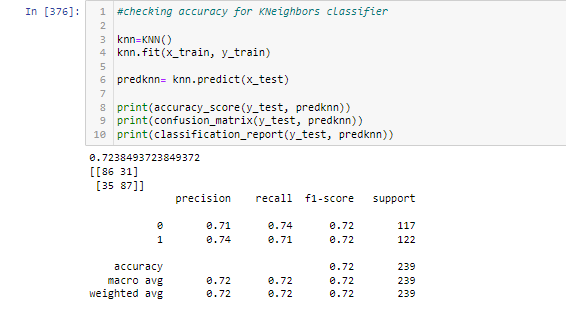 In [376]:
1 #checking accuracy for KNeighbors classifier
2
3 knn=KNN()
4 knn.fit(x_train, y_train)
5
6 predknn= knn.predict(x_test)
7
8 print(accuracy_score(y_test, predknn))
9 print(confusion_matrix(y_test, predknn))
10 print(classification_report(y_test, predknn))
0.7238493723849372
[[86 31]
[35 87]]
precision recall f1-score support
0 0.71 0.74 0.72 117
1 0.74 0.71 0.72 122
accuracy 0.72 239
macro avg 0.72 0.72 0.72 239
weighted avg 0.72 0.72 0.72 239